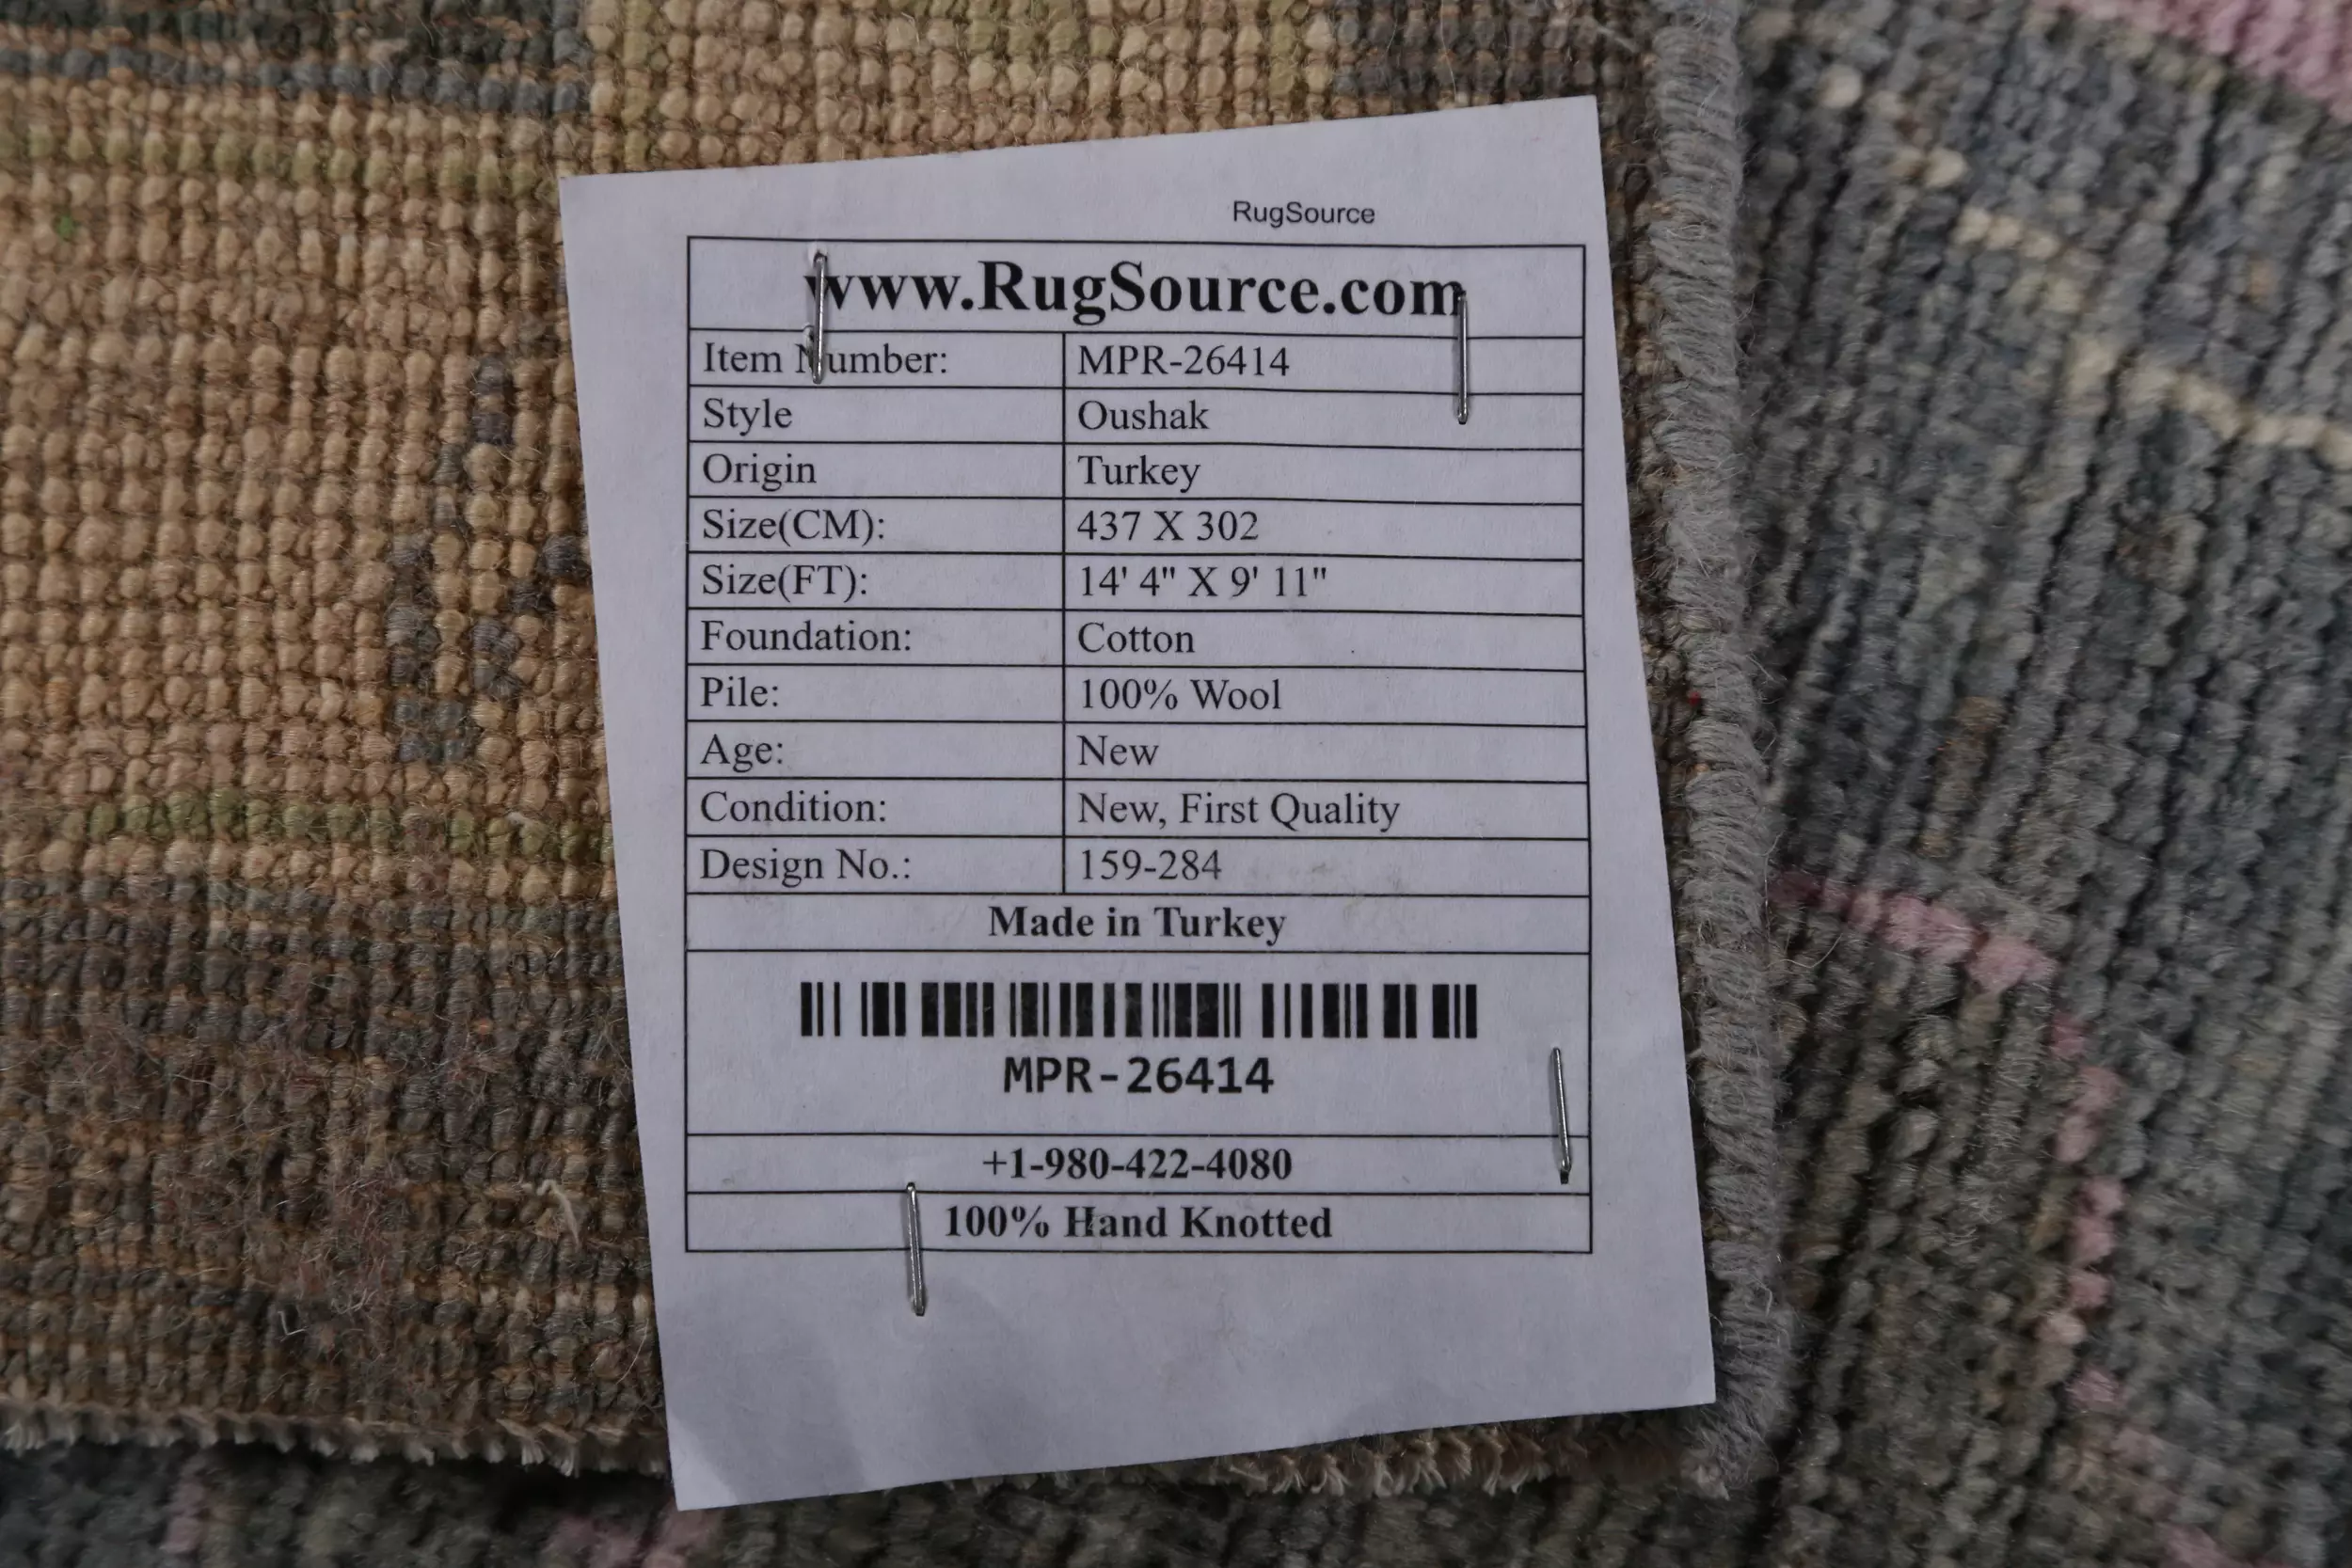 RugSource
www.RugSource.com
Item Number: MPR-26414
Style Oushak
Origin Turkey
Size(CM): 437 X 302
Size(FT): 14' 4" X 9' 11"
Foundation: Cotton
Pile: 100% Wool
Age: New
Condition: New, First Quality
Design No.: 159-284
Made in Turkey
MPR-26414
+1-980-422-4080
100% Hand Knotted